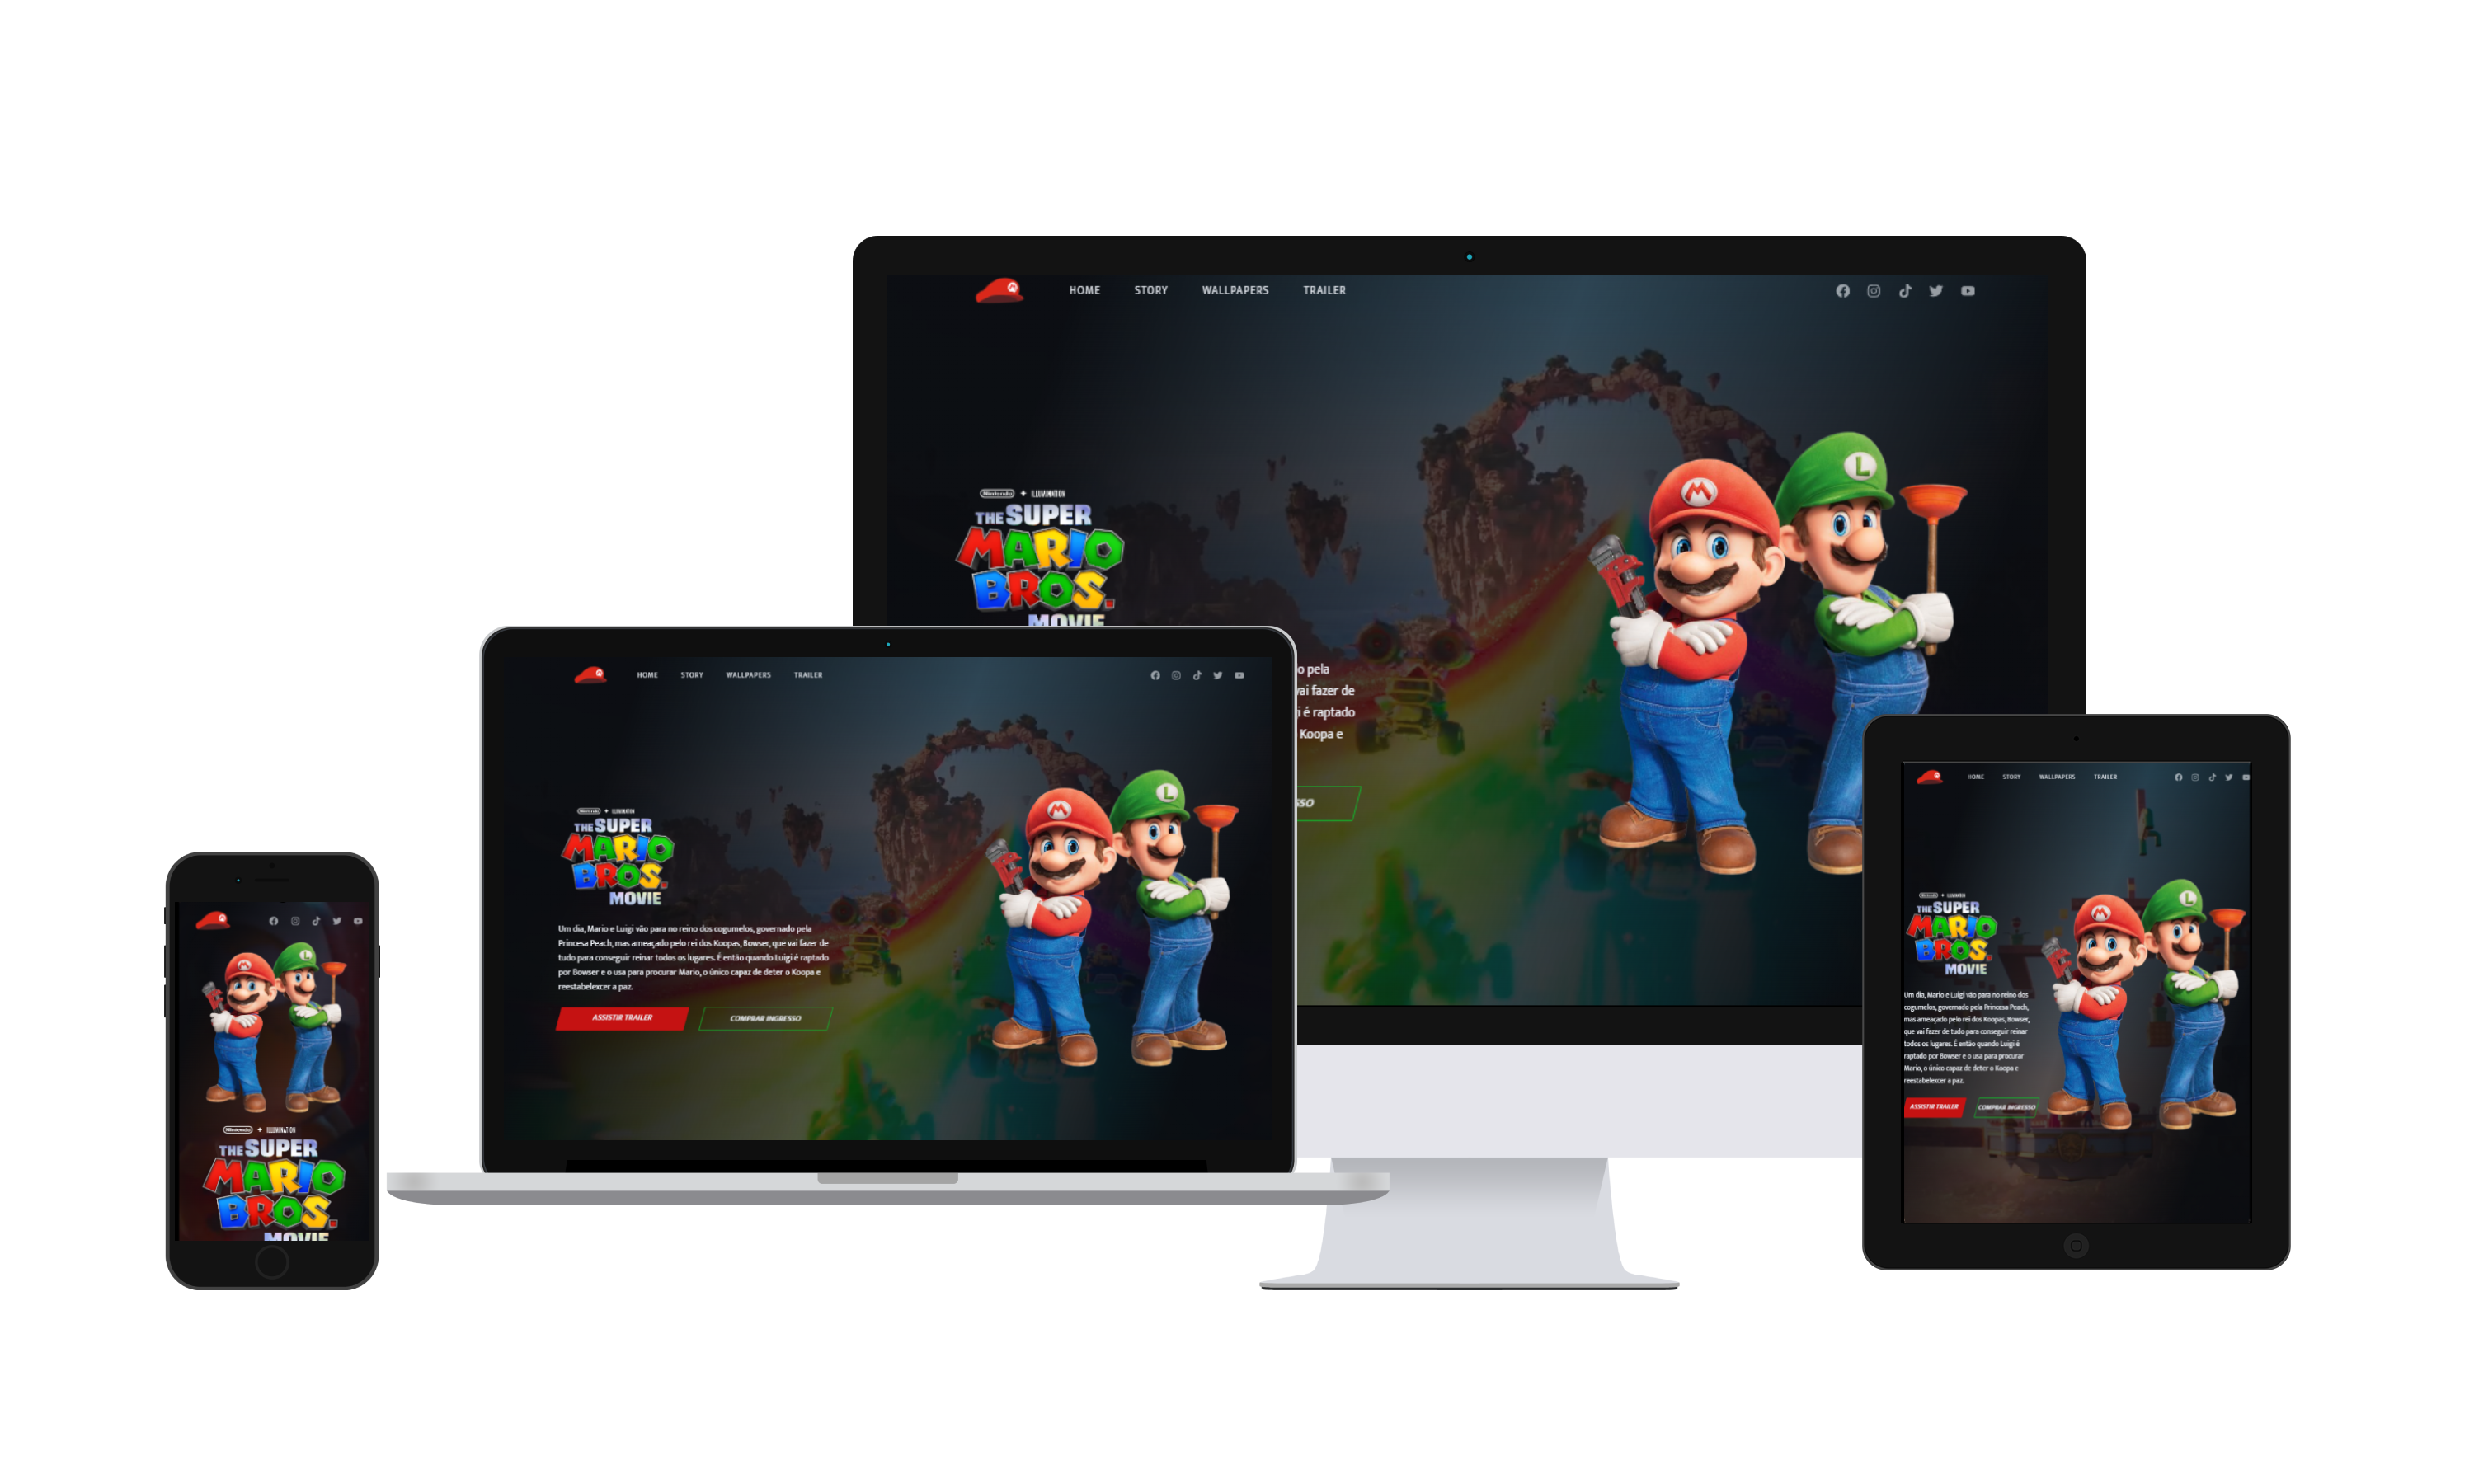 HOME STORY WALLPAPERS TRAILER
Nintendo + ILLUMINATION
THE SUPER
MARIO
BROS.
MOVIE
o pela
vai fazer de
i é raptado
Koopa e
SSO
HOME STORY WALLPAPERS TRAILER
Nintendo + ILLUMINATION
THE SUPER
MARIO
BROS.
MOVIE
Um dia, Mario e Luigi vão para no reino dos cogumelos, governado pela
Princesa Peach, mas ameaçado pelo rei dos Koopas, Bowser, que vai fazer de
tudo para conseguir reinar todos os lugares. É então quando Luigi é raptado
por Bowser e o usa para procurar Mario, o único capaz de deter o Koopa e
reestabelexcer a paz.
ASSISTIR TRAILER COMPRAR INGRESSO
Nintendo + ILLUMINATION
THE SUPER
MARIO
BROS.
MOVIE
HOME STORY WALLPAPERS TRAILER
Nintendo + ILLUMINATION
THE SUPER
MARIO
BROS.
MOVIE
Um dia, Mario e Luigi vão para no reino dos
cogumelos, governado pela Princesa Peach,
mas ameaçado pelo rei dos Koopas, Bowser,
que vai fazer de tudo para conseguir reinar
todos os lugares. É então quando Luigi é
raptado por Bowser e o usa para procurar
Mario, o único capaz de deter o Koopa e
reestabelexcer a paz.
ASSISTIR TRAILER COMPRAR INGRESSO